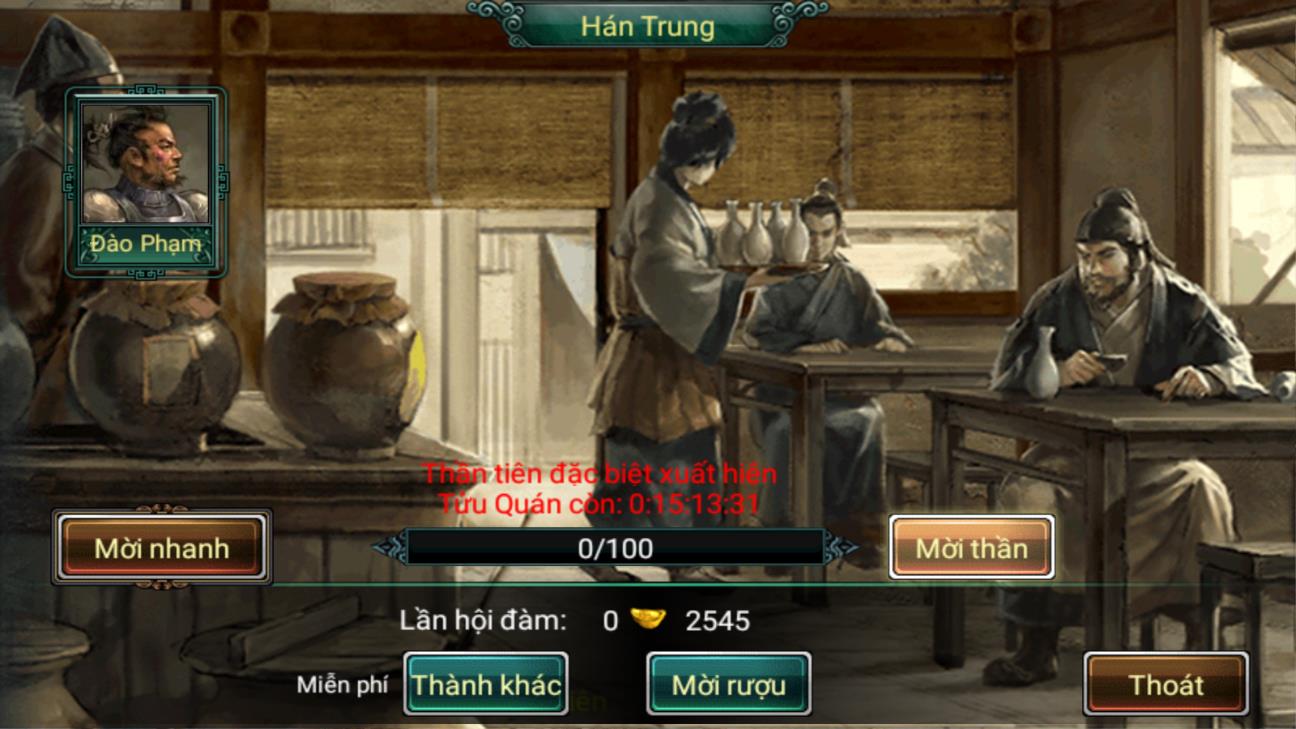 Hán Trung
Đào Phạm
Thần tiên đặc biệt xuất hiện
Tửu Quán còn: 0:15:13:31
Mời nhanh
0/100
Mời thần
Lần hội đàm: 0 2545
Miễn phí
Thành khác
Mời rượu
Thoát